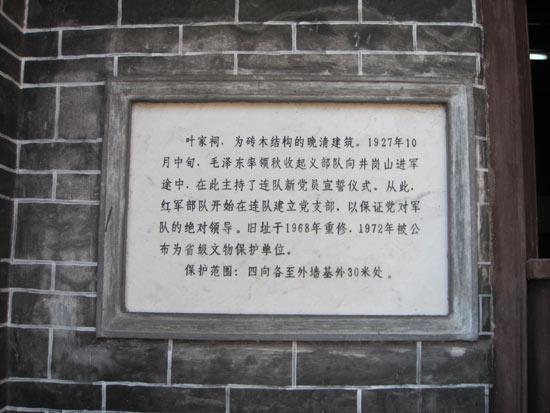 叶家祠，为砖木结构的晚清建筑。1927年10
月中旬，毛泽东率领秋收起义部队向井岗山进军
途中，在此主持了连队新党员宣誓仪式。从此，
红军部队开始在连队建立党支部，以保证党对军
队的绝对领导。旧址于1968年重修，1972年被公
布为省级文物保护单位。
保护范围：四向各至外墙基外30米处。